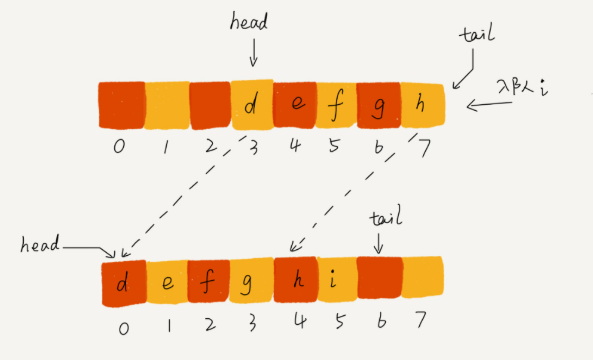 head
tail
d e f g h
入队 i
0 1 2 3 4 5 6 7
tail
head
d e f g h i
0 1 2 3 4 5 6 7